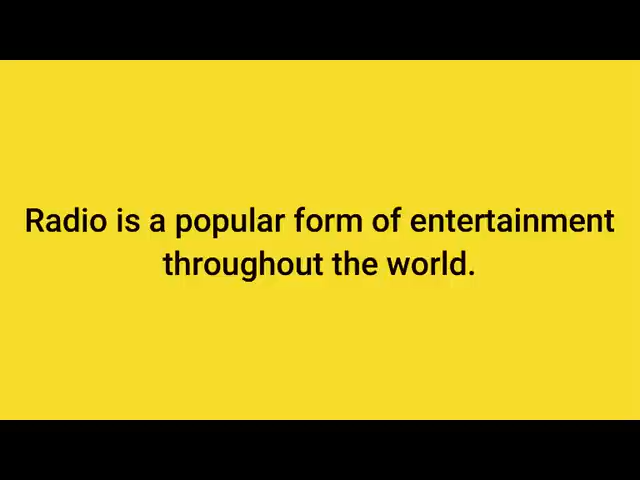 Radio is a popular form of entertainment
throughout the world.